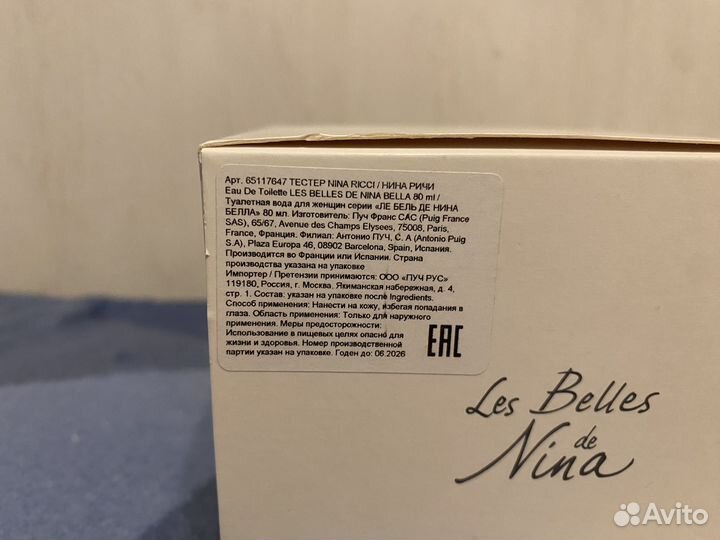 Арт. 65117647 ТЕСТЕР NINA RICCI / НИНА РИЧИ
Eau De Toilette LES BELLES DE NINA BELLA 80 ml /
Туалетная вода для женщин серии «ЛЕ БЕЛЬ ДЕ НИНА
БЕЛЛА» 80 мл. Изготовитель: Пуч Франс САС (Puig France
SAS), 65/67, Avenue des Champs Elysees, 75008, Paris,
France, Франция. Филиал: Антонио ПУЧ, С. А (Antonio Puig
S.A), Plaza Europa 46, 08902 Barcelona, Spain, Испания.
Производится во Франции или Испании. Страна
производства указана на упаковке
Импортер / Претензии принимаются: ООО «ПУЧ РУС»
119180, Россия, г. Москва, Якиманская набережная, д. 4,
стр. 1. Состав: указан на упаковке после Ingredients.
Способ применения: Нанести на кожу, избегая попадания в
глаза. Область применения: Только для наружного
применения. Меры предосторожности:
Использование в пищевых целях опасно для
жизни и здоровья. Номер производственной
партии указан на упаковке. Годен до: 06.2026
EAC
Les Belles
de
Nina
Avito